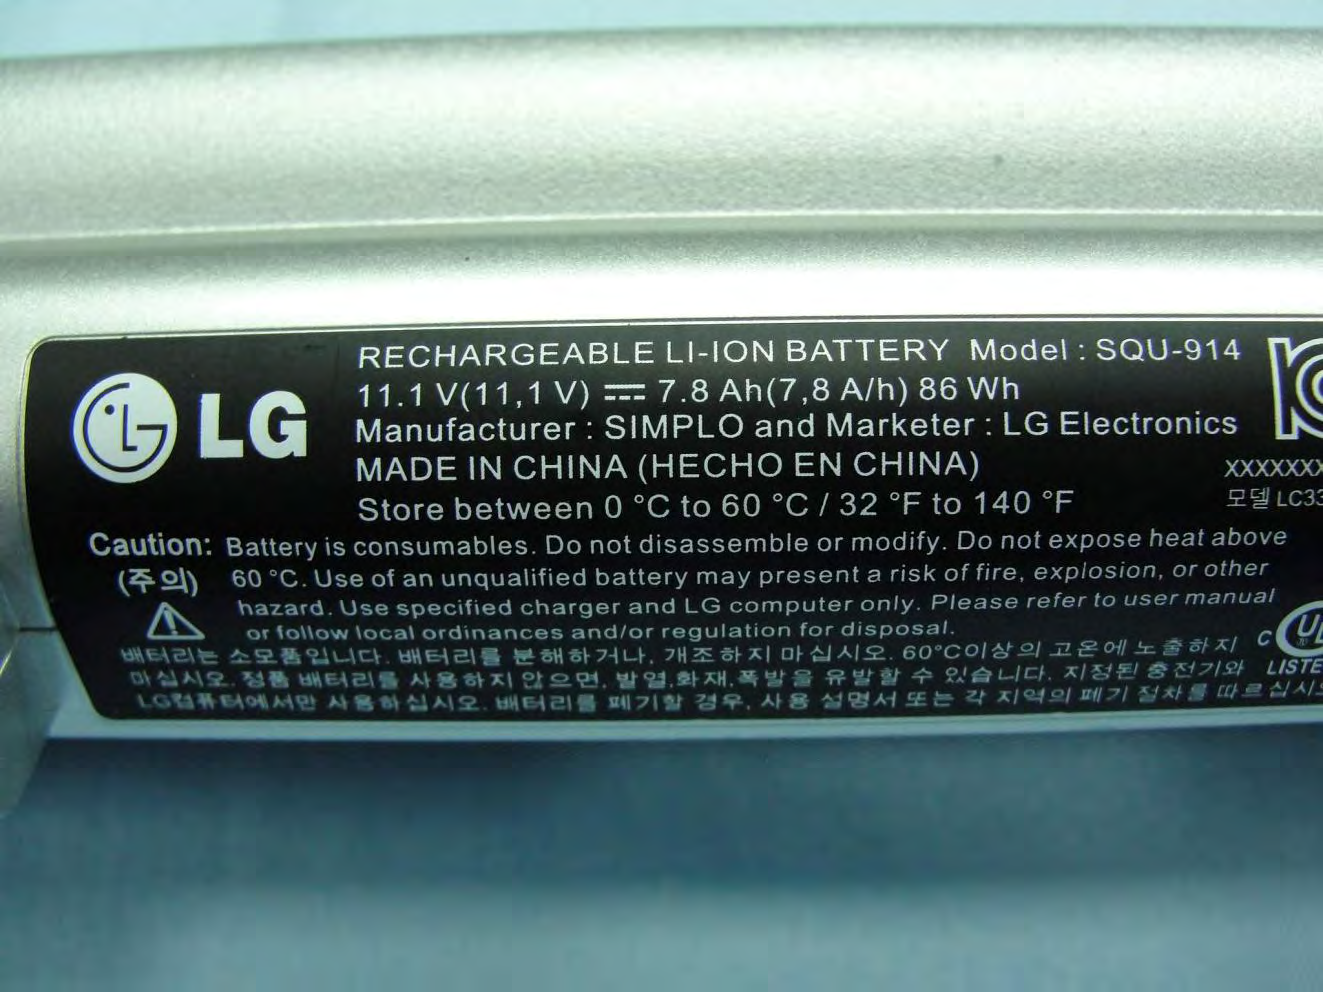 LG
RECHARGEABLE LI-ION BATTERY Model : SQU-914
11.1 V(11,1 V) ⎓ 7.8 Ah(7,8 A/h) 86 Wh
Manufacturer : SIMPLO and Marketer : LG Electronics
MADE IN CHINA (HECHO EN CHINA)
XXXXXXX
Store between 0 °C to 60 °C / 32 °F to 140 °F
모델 LC33
Caution: Battery is consumables. Do not disassemble or modify. Do not expose heat above
(주의) 60 °C. Use of an unqualified battery may present a risk of fire, explosion, or other
hazard. Use specified charger and LG computer only. Please refer to user manual
or follow local ordinances and/or regulation for disposal.
배터리는 소모품입니다. 배터리를 분해하거나, 개조하지 마십시오. 60°C이상의 고온에 노출하지
마십시오. 정품 배터리를 사용하지 않으면, 발열,화재,폭발을 유발할 수 있습니다. 지정된 충전기와
LG컴퓨터에서만 사용하십시오. 배터리를 폐기할 경우, 사용 설명서 또는 각 지역의 폐기 절차를 따르십시오
C UL
LISTE